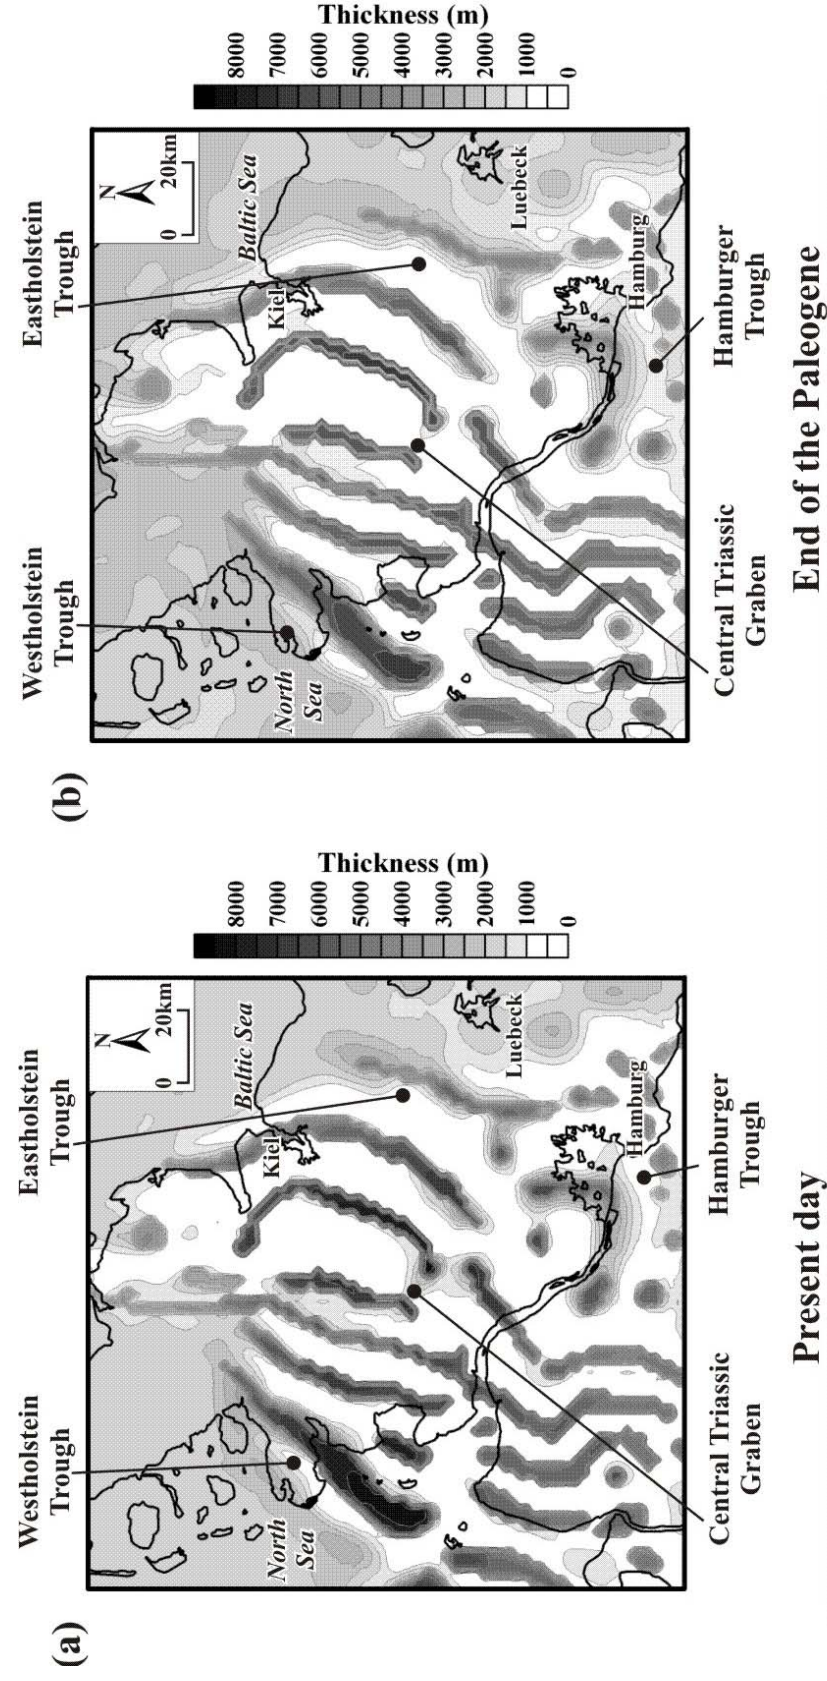 (a)
Westholstein
Trough
Eastholstein
Trough
N
0 20km
Baltic Sea
Kiel
North
Sea
Luebeck
Hamburg
Central Triassic
Graben
Hamburger
Trough
8000
7000
6000
5000
4000
3000
2000
1000
0
Thickness (m)
Present day
(b)
Westholstein
Trough
Eastholstein
Trough
N
0 20km
Baltic Sea
Kiel
North
Sea
Luebeck
Hamburg
Central Triassic
Graben
Hamburger
Trough
8000
7000
6000
5000
4000
3000
2000
1000
0
Thickness (m)
End of the Paleogene